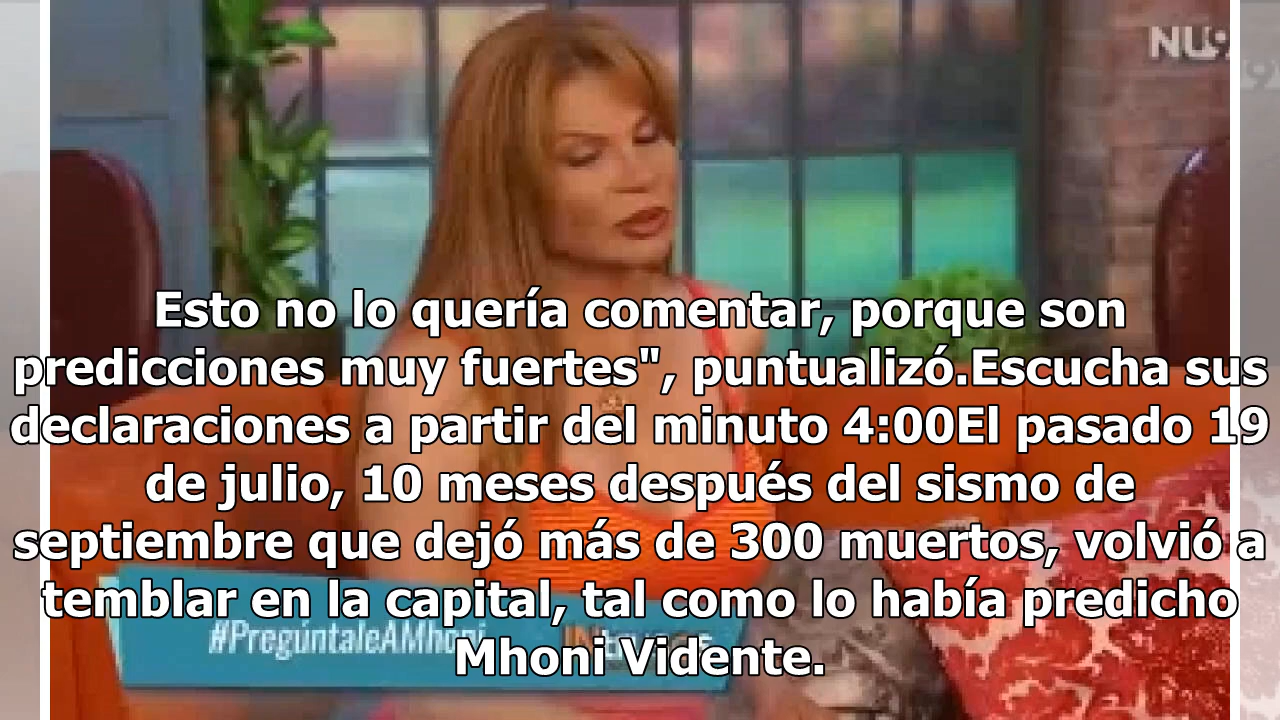 NU9
Esto no lo quería comentar, porque son
predicciones muy fuertes", puntualizó.Escucha sus
declaraciones a partir del minuto 4:00El pasado 19
de julio, 10 meses después del sismo de
septiembre que dejó más de 300 muertos, volvió a
temblar en la capital, tal como lo había predicho
#PregúntaleAMhoni
Mhoni Vidente.